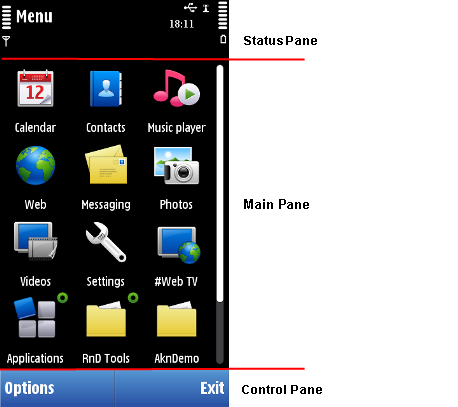 Menu
18:11
Status Pane
12
Calendar Contacts Music player
Web Messaging Photos
Main Pane
Videos Settings #Web TV
Applications RnD Tools AknDemo
Options Exit
Control Pane